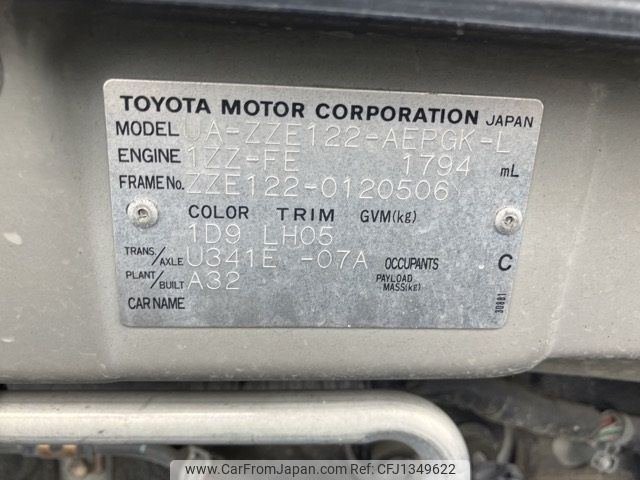 TOYOTA MOTOR CORPORATION JAPAN
MODEL UA-ZZE122-AEPGK-L
ENGINE 1ZZ-FE 1794 mL
FRAME No. ZZE122-0120506
COLOR TRIM GVM(kg)
1D9 LH05
TRANS./AXLE U341E -07A OCCUPANTS C
PLANT/BUILT A32 PAYLOAD MASS(kg)
CAR NAME
30881
www.CarFromJapan.com - CFJ1349622